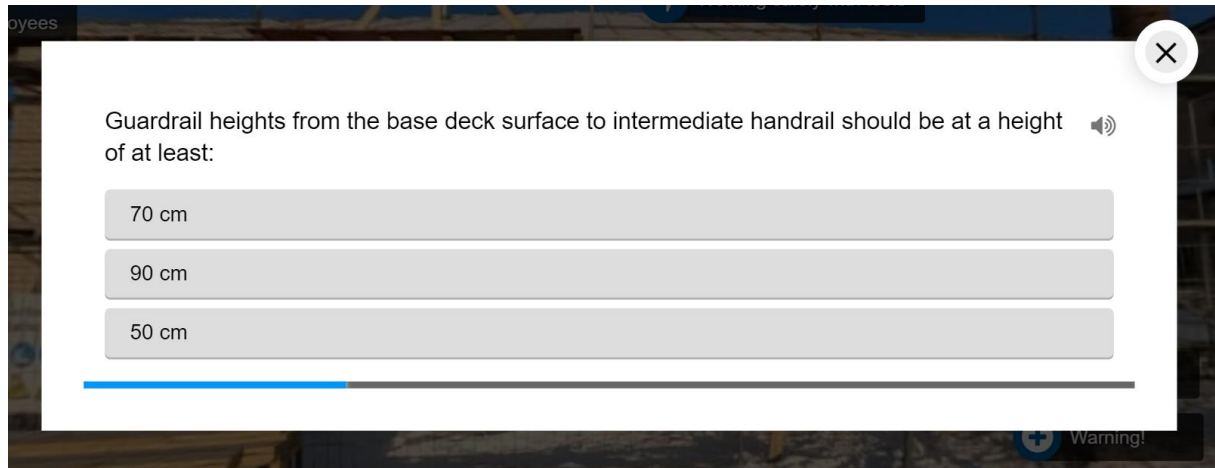 oyees
Guardrail heights from the base deck surface to intermediate handrail should be at a height
of at least:
70 cm
90 cm
50 cm
Warning!